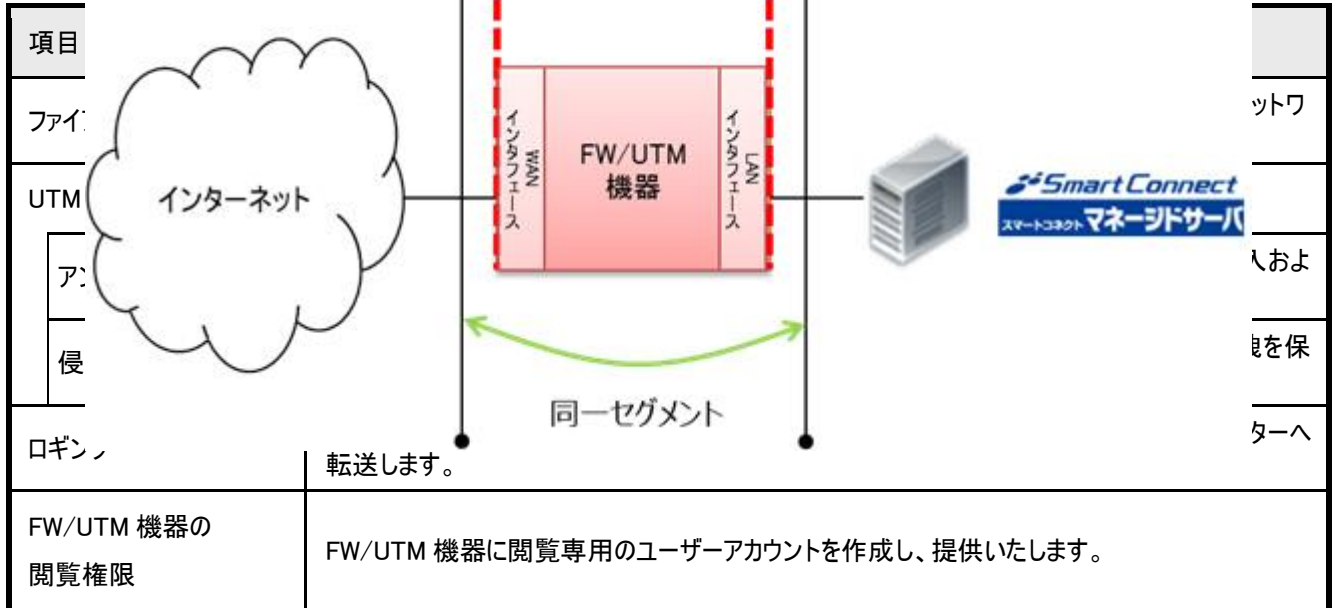 項目
ファイ
ットワ
インターネット
WAN
インタフェース
FW/UTM
機器
LAN
インタフェース
SmartConnect
スマートコネクト マネージドサーバ
UTM
ア
入およ
侵
を保
同一セグメント
ロギン
ターへ
転送します。
FW/UTM 機器の
閲覧権限
FW/UTM 機器に閲覧専用のユーザーアカウントを作成し、提供いたします。